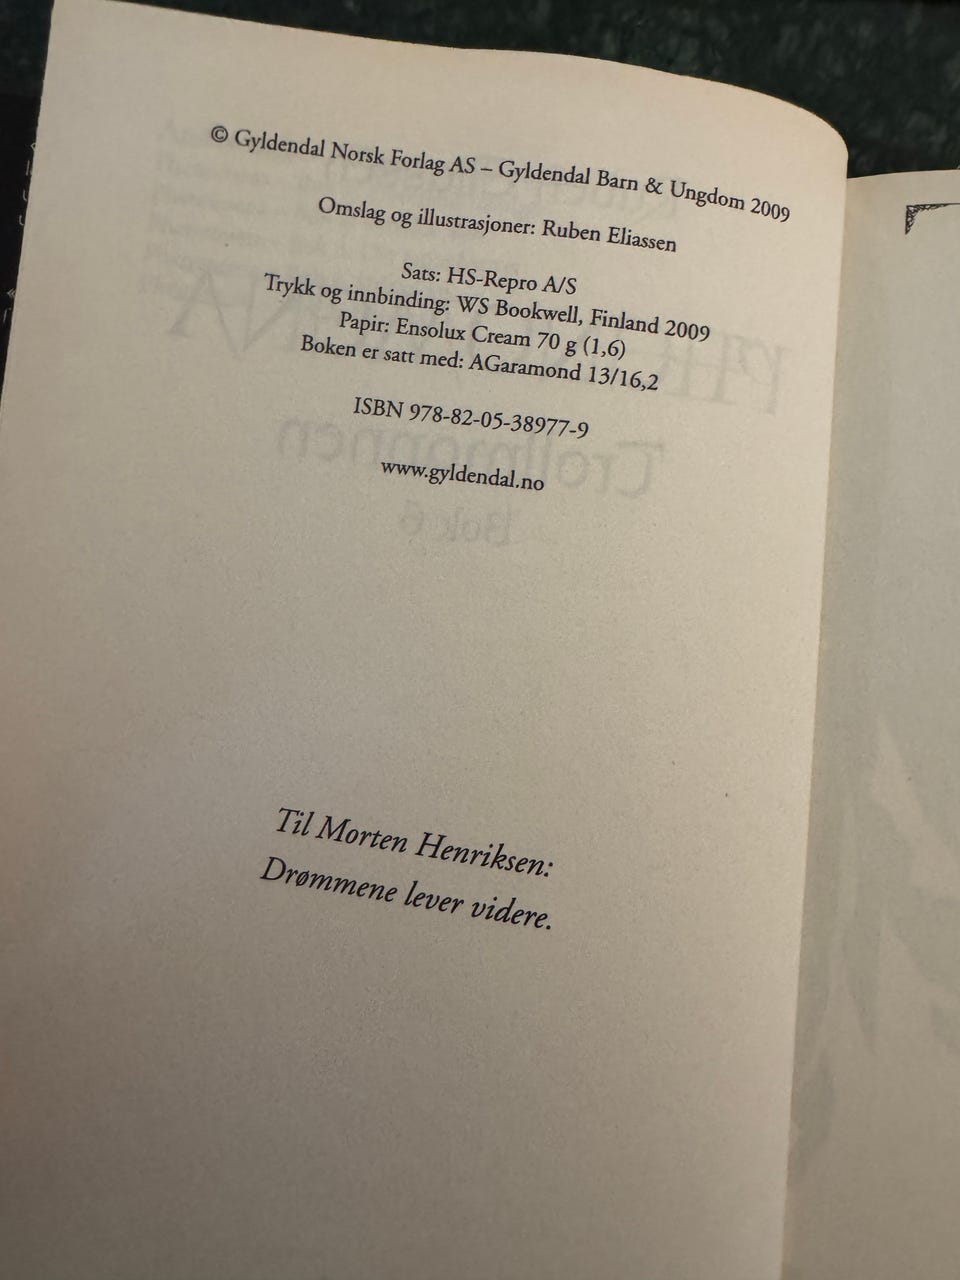 © Gyldendal Norsk Forlag AS – Gyldendal Barn & Ungdom 2009
Omslag og illustrasjoner: Ruben Eliassen
Sats: HS-Repro A/S
Trykk og innbinding: WS Bookwell, Finland 2009
Papir: Ensolux Cream 70 g (1,6)
Boken er satt med: AGaramond 13/16,2
ISBN 978-82-05-38977-9
www.gyldendal.no
Til Morten Henriksen:
Drømmene lever videre.